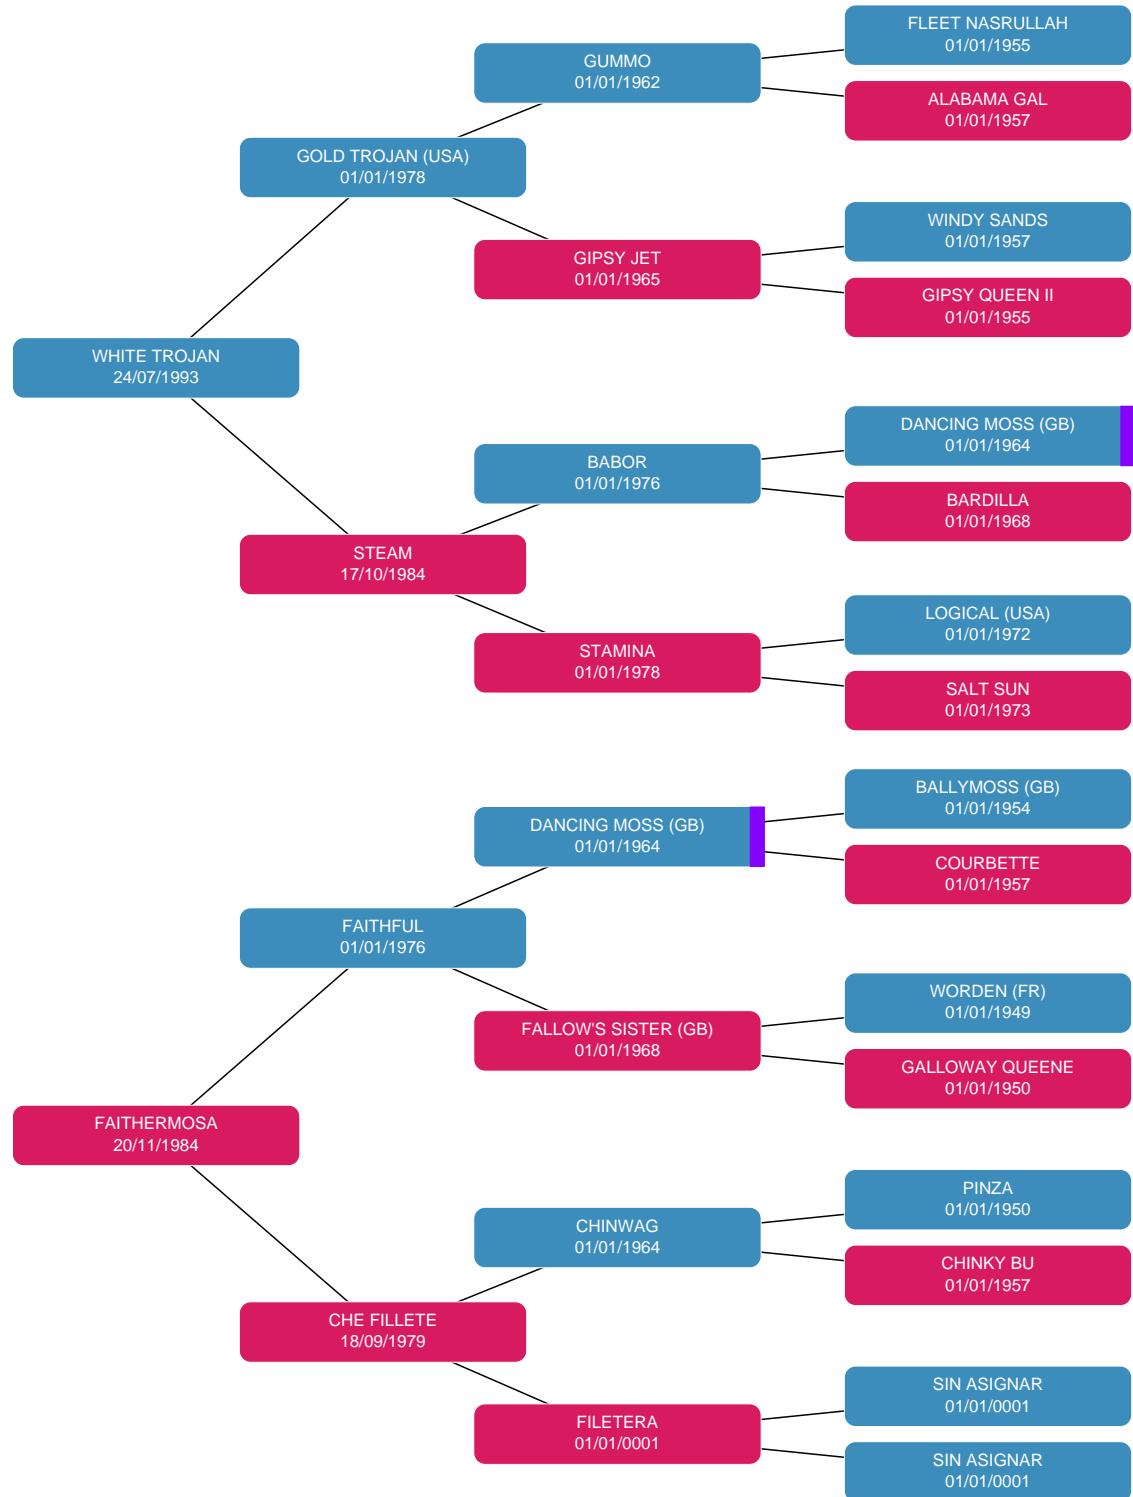 FLEET NASRULLAH
01/01/1955
GUMMO
01/01/1962
ALABAMA GAL
01/01/1957
GOLD TROJAN (USA)
01/01/1978
WINDY SANDS
01/01/1957
GIPSY JET
01/01/1965
GIPSY QUEEN II
01/01/1955
WHITE TROJAN
24/07/1993
DANCING MOSS (GB)
01/01/1964
BABOR
01/01/1976
BARDILLA
01/01/1968
STEAM
17/10/1984
LOGICAL (USA)
01/01/1972
STAMINA
01/01/1978
SALT SUN
01/01/1973
BALLYMOSS (GB)
01/01/1954
DANCING MOSS (GB)
01/01/1964
COURBETTE
01/01/1957
FAITHFUL
01/01/1976
WORDEN (FR)
01/01/1949
FALLOW'S SISTER (GB)
01/01/1968
GALLOWAY QUEENE
01/01/1950
FAITHERMOSA
20/11/1984
PINZA
01/01/1950
CHINWAG
01/01/1964
CHINKY BU
01/01/1957
CHE FILLETE
18/09/1979
SIN ASIGNAR
01/01/0001
FILETERA
01/01/0001
SIN ASIGNAR
01/01/0001